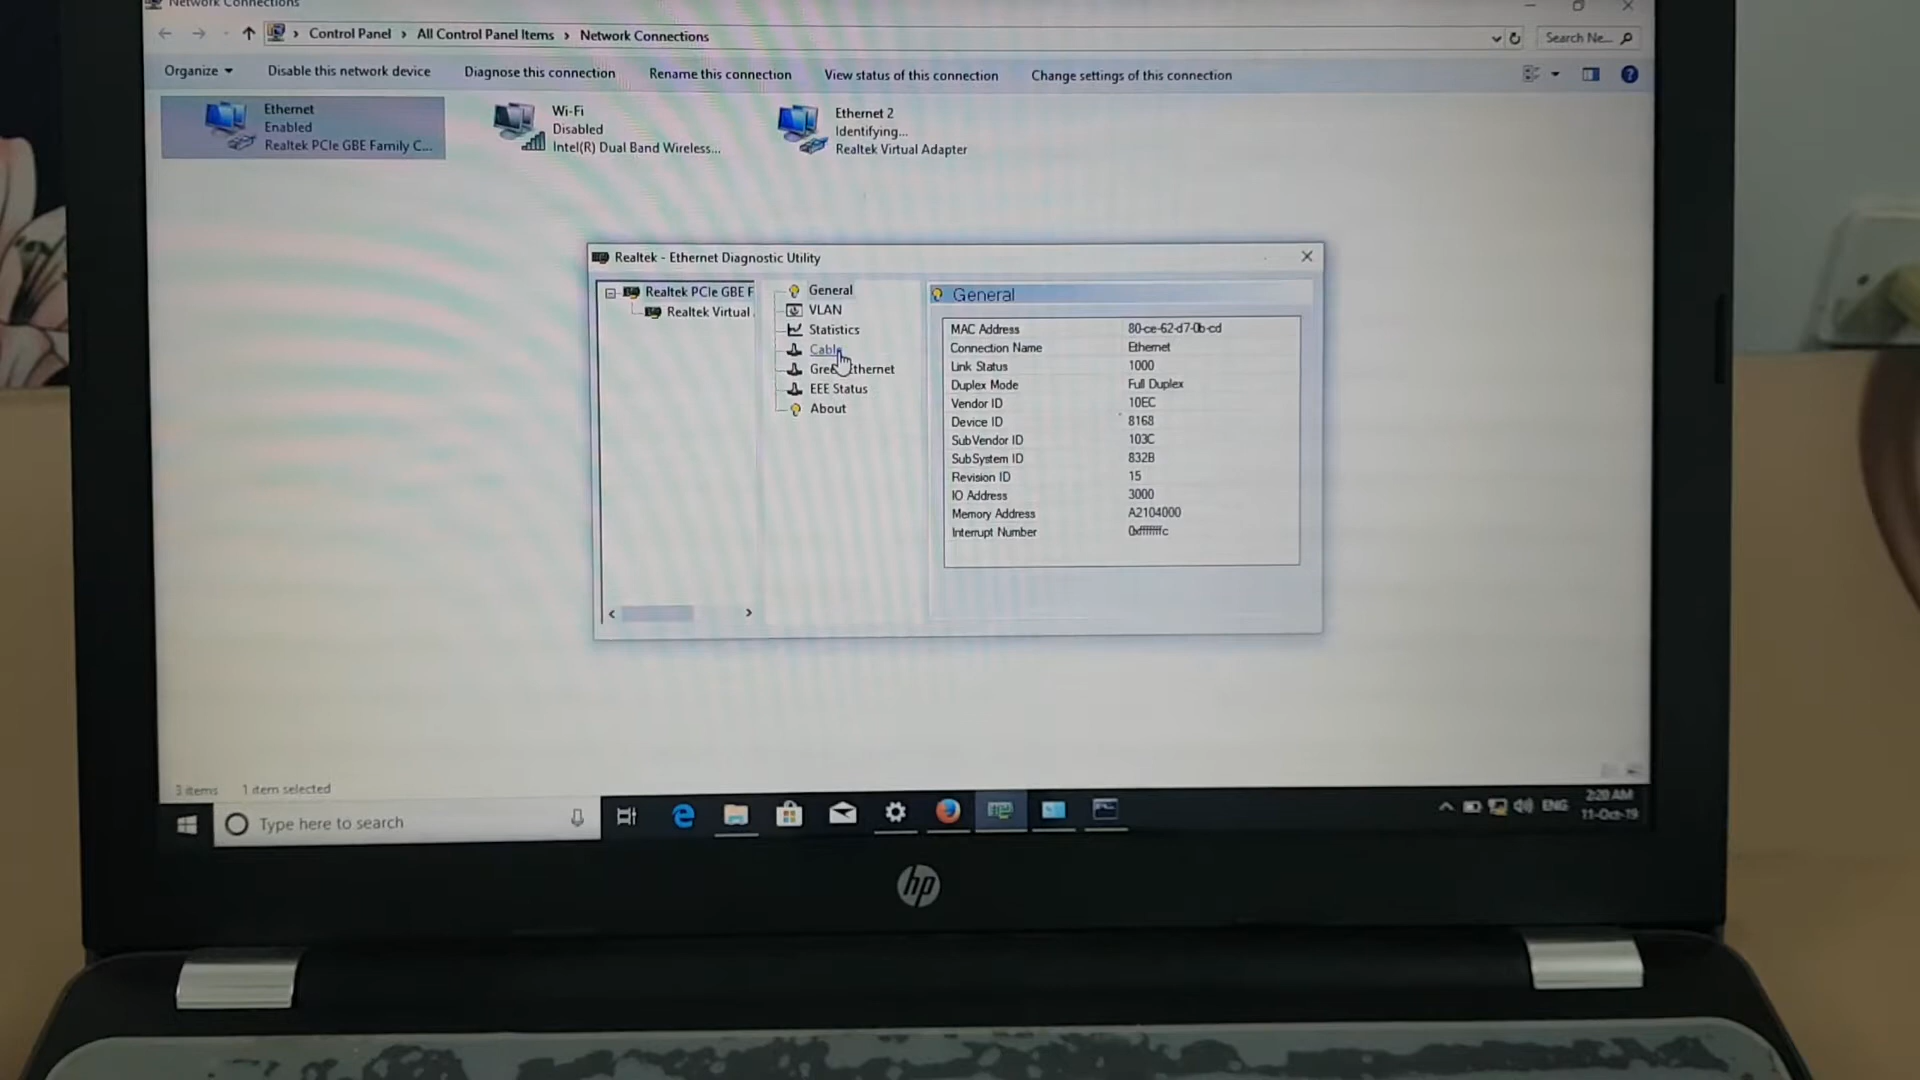 Network Connections
Control Panel > All Control Panel Items > Network Connections
Search Ne...
Organize
Disable this network device
Diagnose this connection
Rename this connection
View status of this connection
Change settings of this connection
Ethernet
Enabled
Realtek PCIe GBE Family C...
Wi-Fi
Disabled
Intel(R) Dual Band Wireless...
Ethernet 2
Identifying...
Realtek Virtual Adapter
Realtek - Ethernet Diagnostic Utility
Realtek PCIe GBE F
Realtek Virtual
General
VLAN
Statistics
Cable
EEE Status
About
General
MAC Address 80-ce-62-d7-0b-cd
Connection Name Ethernet
Link Status 1000
Duplex Mode Full Duplex
Vendor ID 10EC
Device ID 8168
SubVendor ID 103C
SubSystem ID 832B
Revision ID 15
IO Address 3000
Memory Address A2104000
Interrupt Number
3 items 1 item selected
Type here to search
ENG
2:20 AM
11-Oct-19
hp